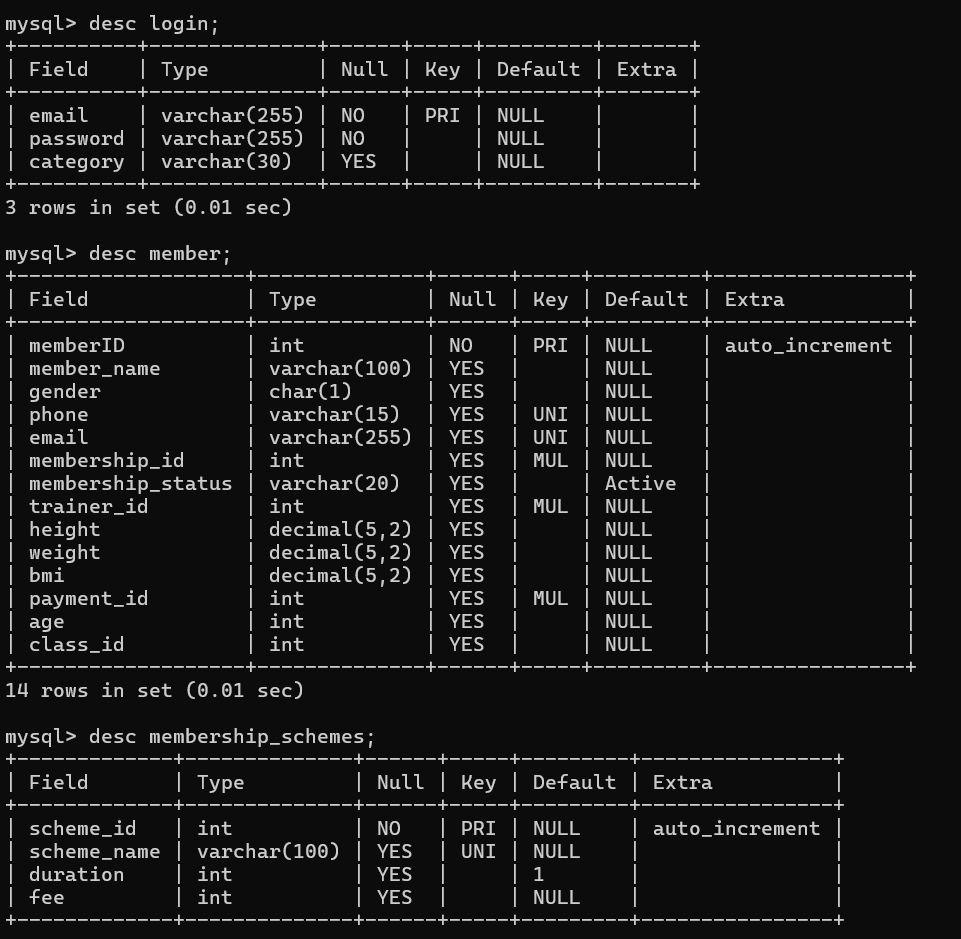 mysql> desc login;
+----------+--------------+------+-----+---------+-------+
| Field    | Type         | Null | Key | Default | Extra |
+----------+--------------+------+-----+---------+-------+
| email    | varchar(255) | NO   | PRI | NULL    |       |
| password | varchar(255) | NO   |     | NULL    |       |
| category | varchar(30)  | YES  |     | NULL    |       |
+----------+--------------+------+-----+---------+-------+
3 rows in set (0.01 sec)

mysql> desc member;
+-------------------+--------------+------+-----+---------+----------------+
| Field             | Type         | Null | Key | Default | Extra          |
+-------------------+--------------+------+-----+---------+----------------+
| memberID          | int          | NO   | PRI | NULL    | auto_increment |
| member_name       | varchar(100) | YES  |     | NULL    |                |
| gender            | char(1)      | YES  |     | NULL    |                |
| phone             | varchar(15)  | YES  | UNI | NULL    |                |
| email             | varchar(255) | YES  | UNI | NULL    |                |
| membership_id     | int          | YES  | MUL | NULL    |                |
| membership_status | varchar(20)  | YES  |     | Active  |                |
| trainer_id        | int          | YES  | MUL | NULL    |                |
| height            | decimal(5,2) | YES  |     | NULL    |                |
| weight            | decimal(5,2) | YES  |     | NULL    |                |
| bmi               | decimal(5,2) | YES  |     | NULL    |                |
| payment_id        | int          | YES  | MUL | NULL    |                |
| age               | int          | YES  |     | NULL    |                |
| class_id          | int          | YES  |     | NULL    |                |
+-------------------+--------------+------+-----+---------+----------------+
14 rows in set (0.01 sec)

mysql> desc membership_schemes;
+-------------+--------------+------+-----+---------+----------------+
| Field       | Type         | Null | Key | Default | Extra          |
+-------------+--------------+------+-----+---------+----------------+
| scheme_id   | int          | NO   | PRI | NULL    | auto_increment |
| scheme_name | varchar(100) | YES  | UNI | NULL    |                |
| duration    | int          | YES  |     | 1       |                |
| fee         | int          | YES  |     | NULL    |                |
+-------------+--------------+------+-----+---------+----------------+